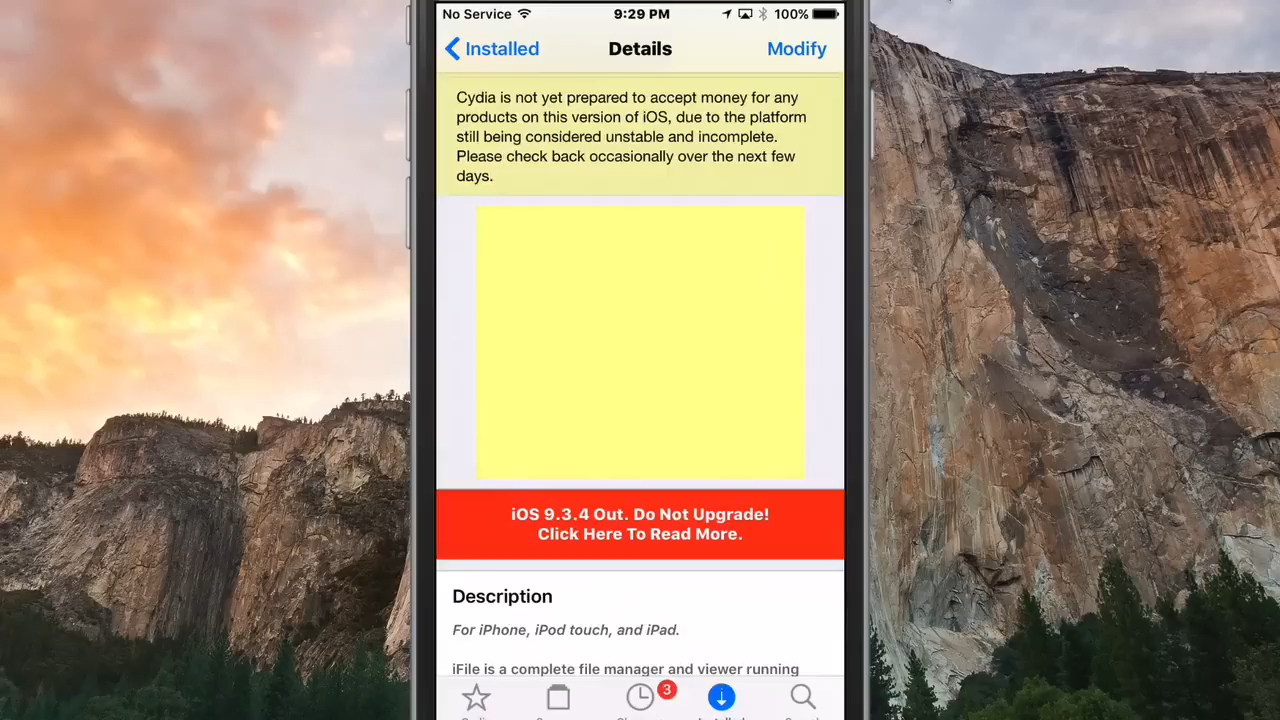 No Service 9:29 PM 100%
Installed Details Modify
Cydia is not yet prepared to accept money for any
products on this version of iOS, due to the platform
still being considered unstable and incomplete.
Please check back occasionally over the next few
days.
iOS 9.3.4 Out. Do Not Upgrade!
Click Here To Read More.
Description
For iPhone, iPod touch, and iPad.
iFile is a complete file manager and viewer running
3